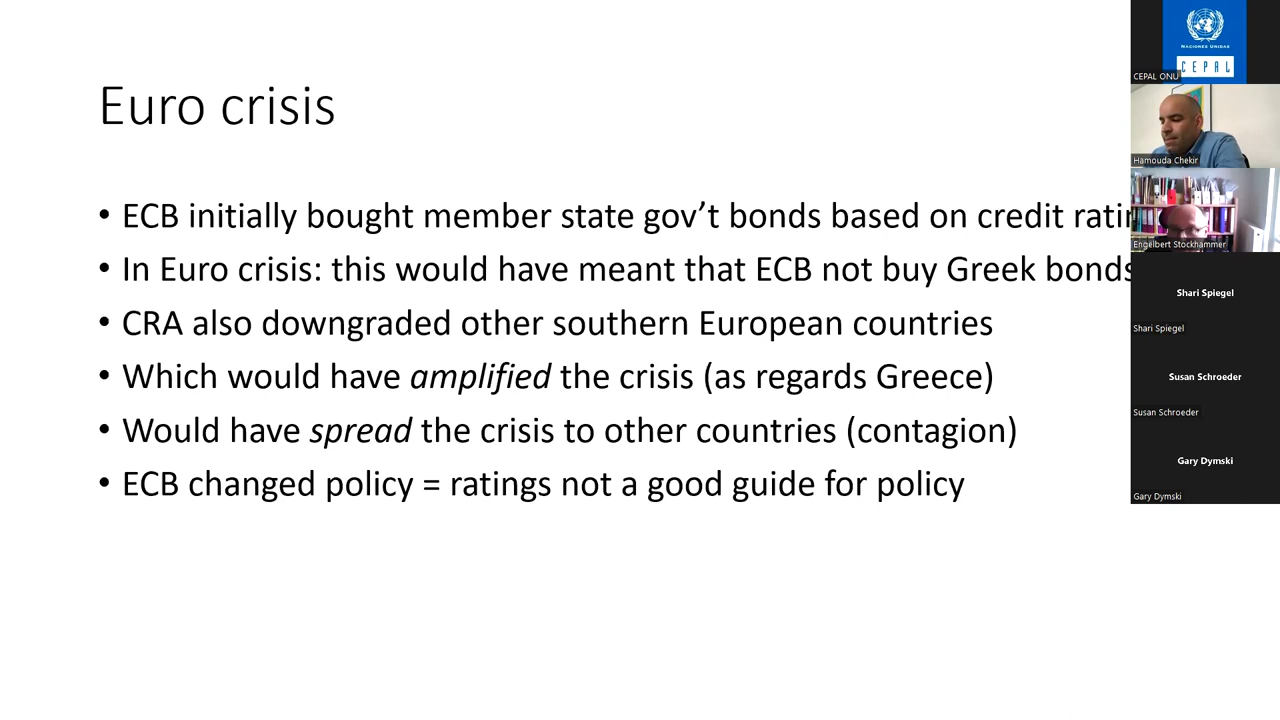 Euro crisis
• ECB initially bought member state gov’t bonds based on credit
• In Euro crisis: this would have meant that ECB not buy Greek bonds
• CRA also downgraded other southern European countries
• Which would have amplified the crisis (as regards Greece)
• Would have spread the crisis to other countries (contagion)
• ECB changed policy = ratings not a good guide for policy
NACIONES UNIDAS
CEPAL
CEPAL ONU
Hamouda Chekir
Engelbert Stockhammer
Shari Spiegel
Shari Spiegel
Susan Schroeder
Susan Schroeder
Gary Dymski
Gary Dymski